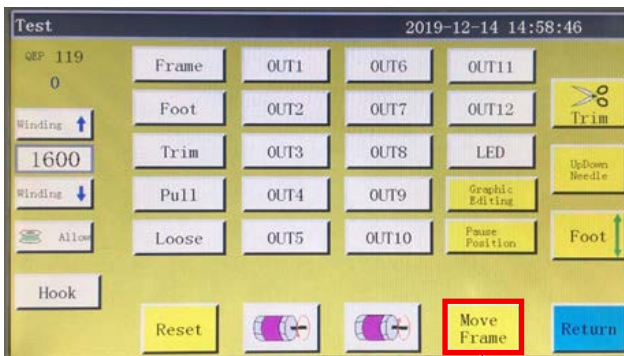 Test 2019-12-14 14:58:46
QEP 119
0
Frame OUT1 OUT6 OUT11
Foot OUT2 OUT7 OUT12
Trim
Winding
1600
Trim OUT3 OUT8 LED
UpDown
Needle
Winding
Pull OUT4 OUT9 Graphic
Editing
Allow
Loose OUT5 OUT10 Pause
Position
Foot
Hook
Reset
Move
Frame
Return